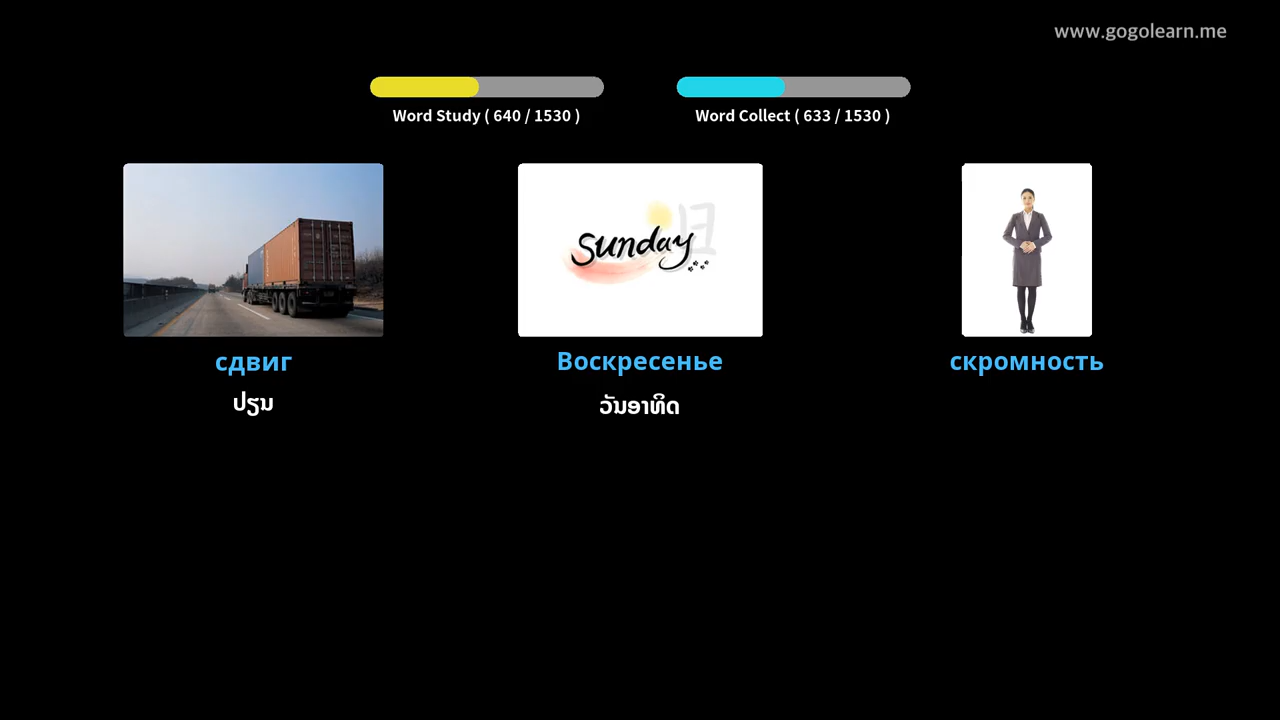 www.gogolearn.me
Word Study ( 640 / 1530 )
Word Collect ( 633 / 1530 )
Sunday
сдвиг
Воскресенье
скромность
ປ່ຽນ
ວັນອາທິດ